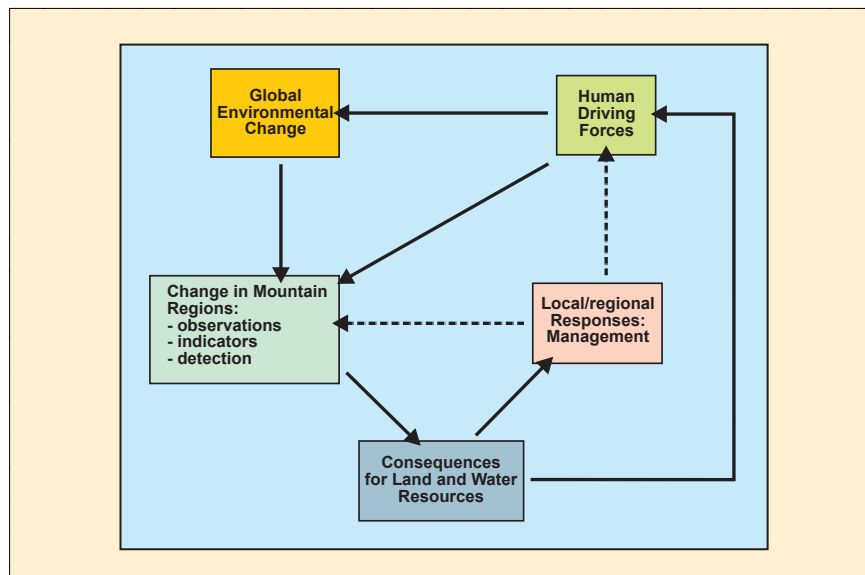 Global
Environmental
Change
Human
Driving
Forces
Change in Mountain
Regions:
- observations
- indicators
- detection
Local/regional
Responses:
Management
Consequences
for Land and Water
Resources